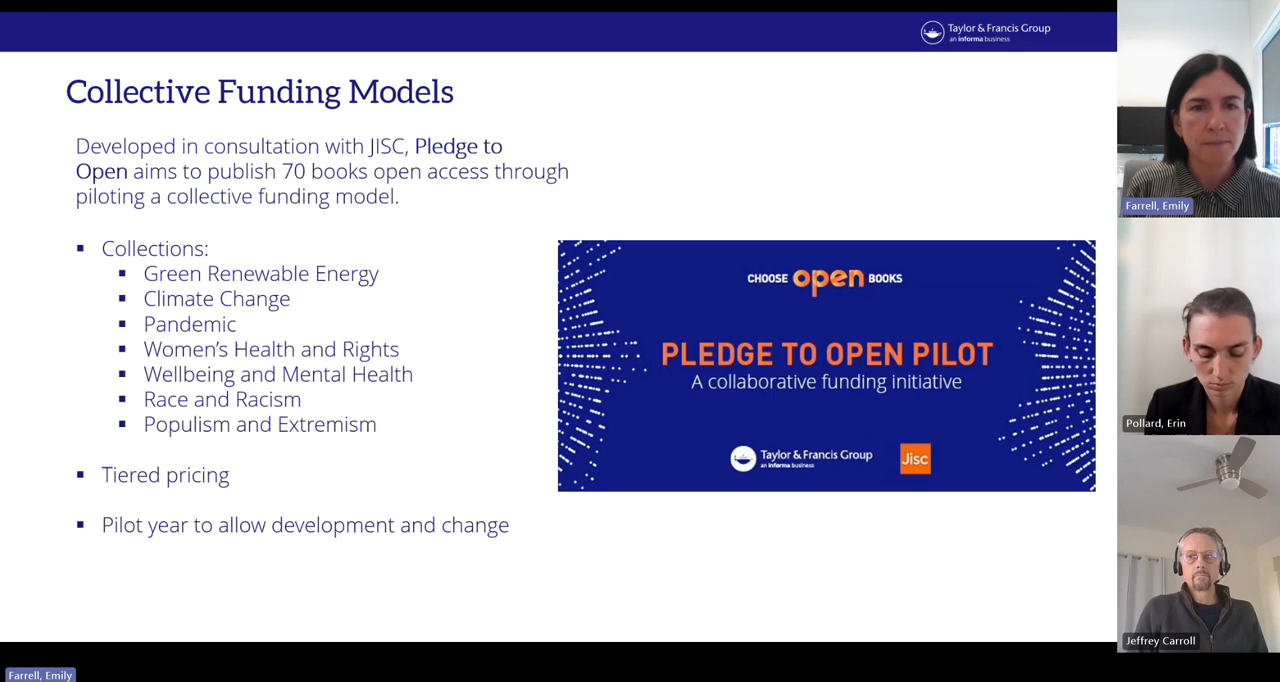 Taylor & Francis Group
an informa business
Collective Funding Models
Developed in consultation with JISC, Pledge to
Open aims to publish 70 books open access through
piloting a collective funding model.
▪ Collections:
▪ Green Renewable Energy
▪ Climate Change
▪ Pandemic
▪ Women’s Health and Rights
▪ Wellbeing and Mental Health
▪ Race and Racism
▪ Populism and Extremism
▪ Tiered pricing
▪ Pilot year to allow development and change
CHOOSE open BOOKS
PLEDGE TO OPEN PILOT
A collaborative funding initiative
Taylor & Francis Group
an informa business
Jisc
Farrell, Emily
Pollard, Erin
Jeffrey Carroll
Farrell, Emily